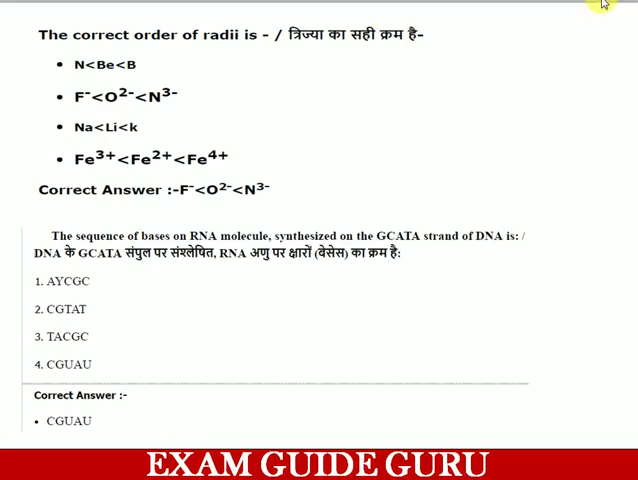 The correct order of radii is - / त्रिज्या का सही क्रम है-
• N<Be<B
• F⁻<O²⁻<N³⁻
• Na<Li<k
• Fe³⁺<Fe²⁺<Fe⁴⁺
Correct Answer :-F⁻<O²⁻<N³⁻
The sequence of bases on RNA molecule, synthesized on the GCATA strand of DNA is: /
DNA के GCATA संपुल पर संश्लेषित, RNA अणु पर क्षारों (बेसेस) का क्रम है:
1. AYCGC
2. CGTAT
3. TACGC
4. CGUAU
Correct Answer :-
• CGUAU
EXAM GUIDE GURU